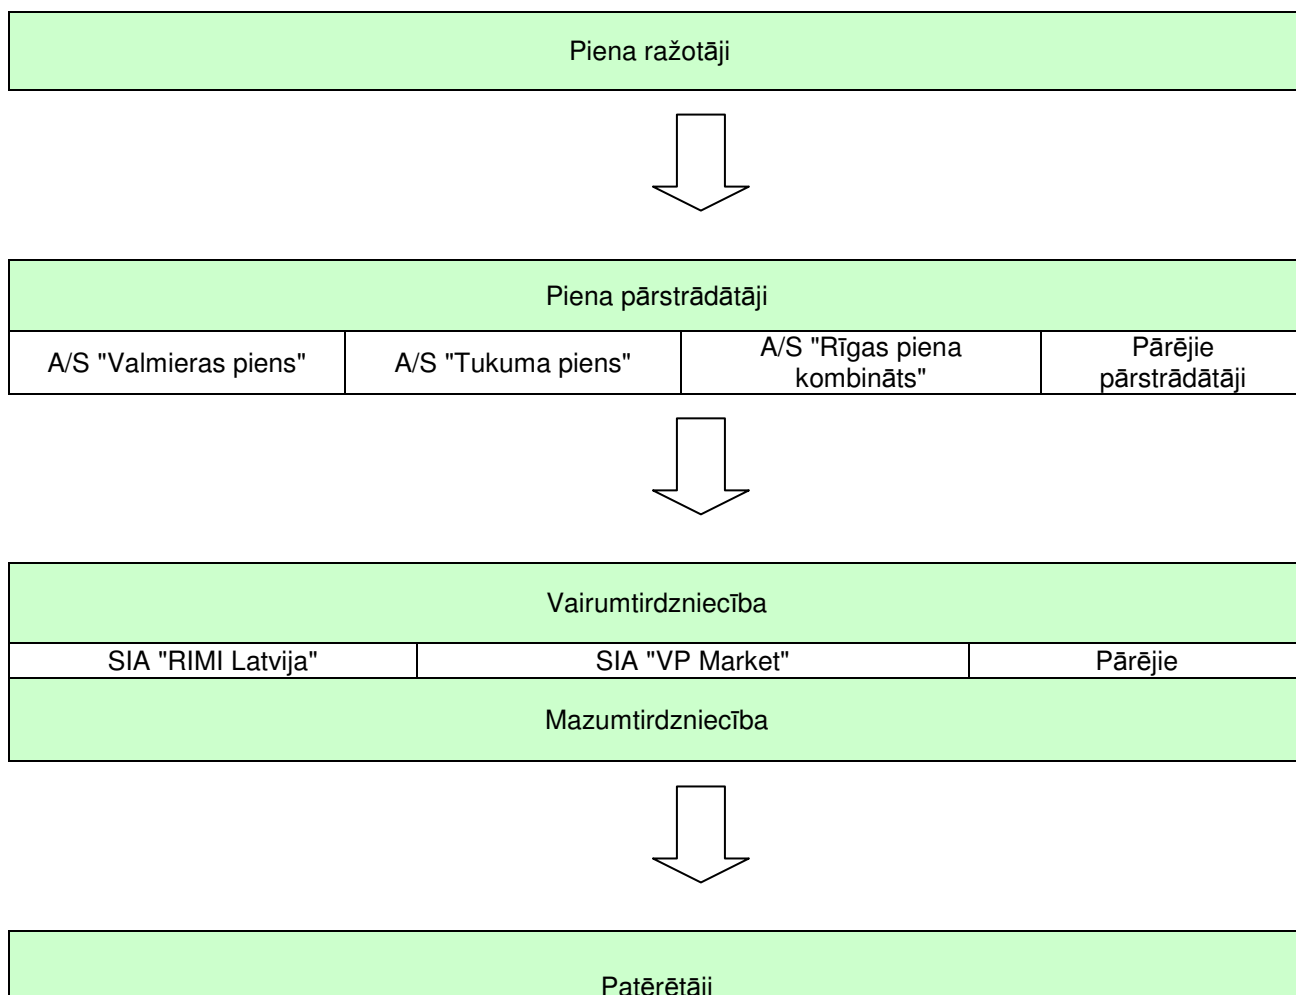 Piena ražotāji
Piena pārstrādātāji
A/S "Valmieras piens"
A/S "Tukuma piens"
A/S "Rīgas piena
kombināts"
Pārējie
pārstrādātāji
Vairumtirdzniecība
SIA "RIMI Latvija"
SIA "VP Market"
Pārējie
Mazumtirdzniecība
Patērētāji